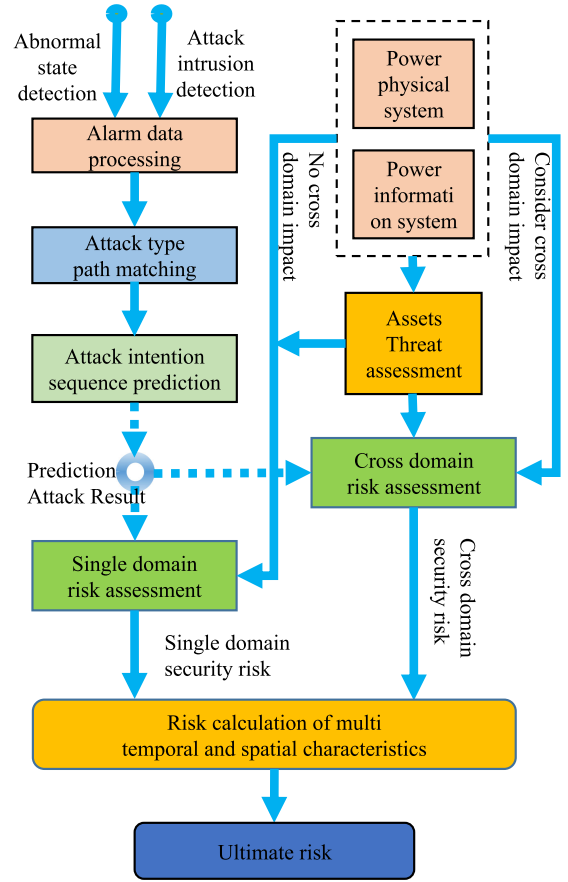 Abnormal
state
detection
Attack
intrusion
detection
Alarm data
processing
Attack type
path matching
Attack intention
sequence prediction
Prediction
Attack Result
Single domain
risk assessment
Single domain
security risk
Power
physical
system
Power
informati
on system
No cross
domain impact
Consider cross
domain impact
Assets
Threat
assessment
Cross domain
risk assessment
Cross domain
security risk
Risk calculation of multi
temporal and spatial characteristics
Ultimate risk